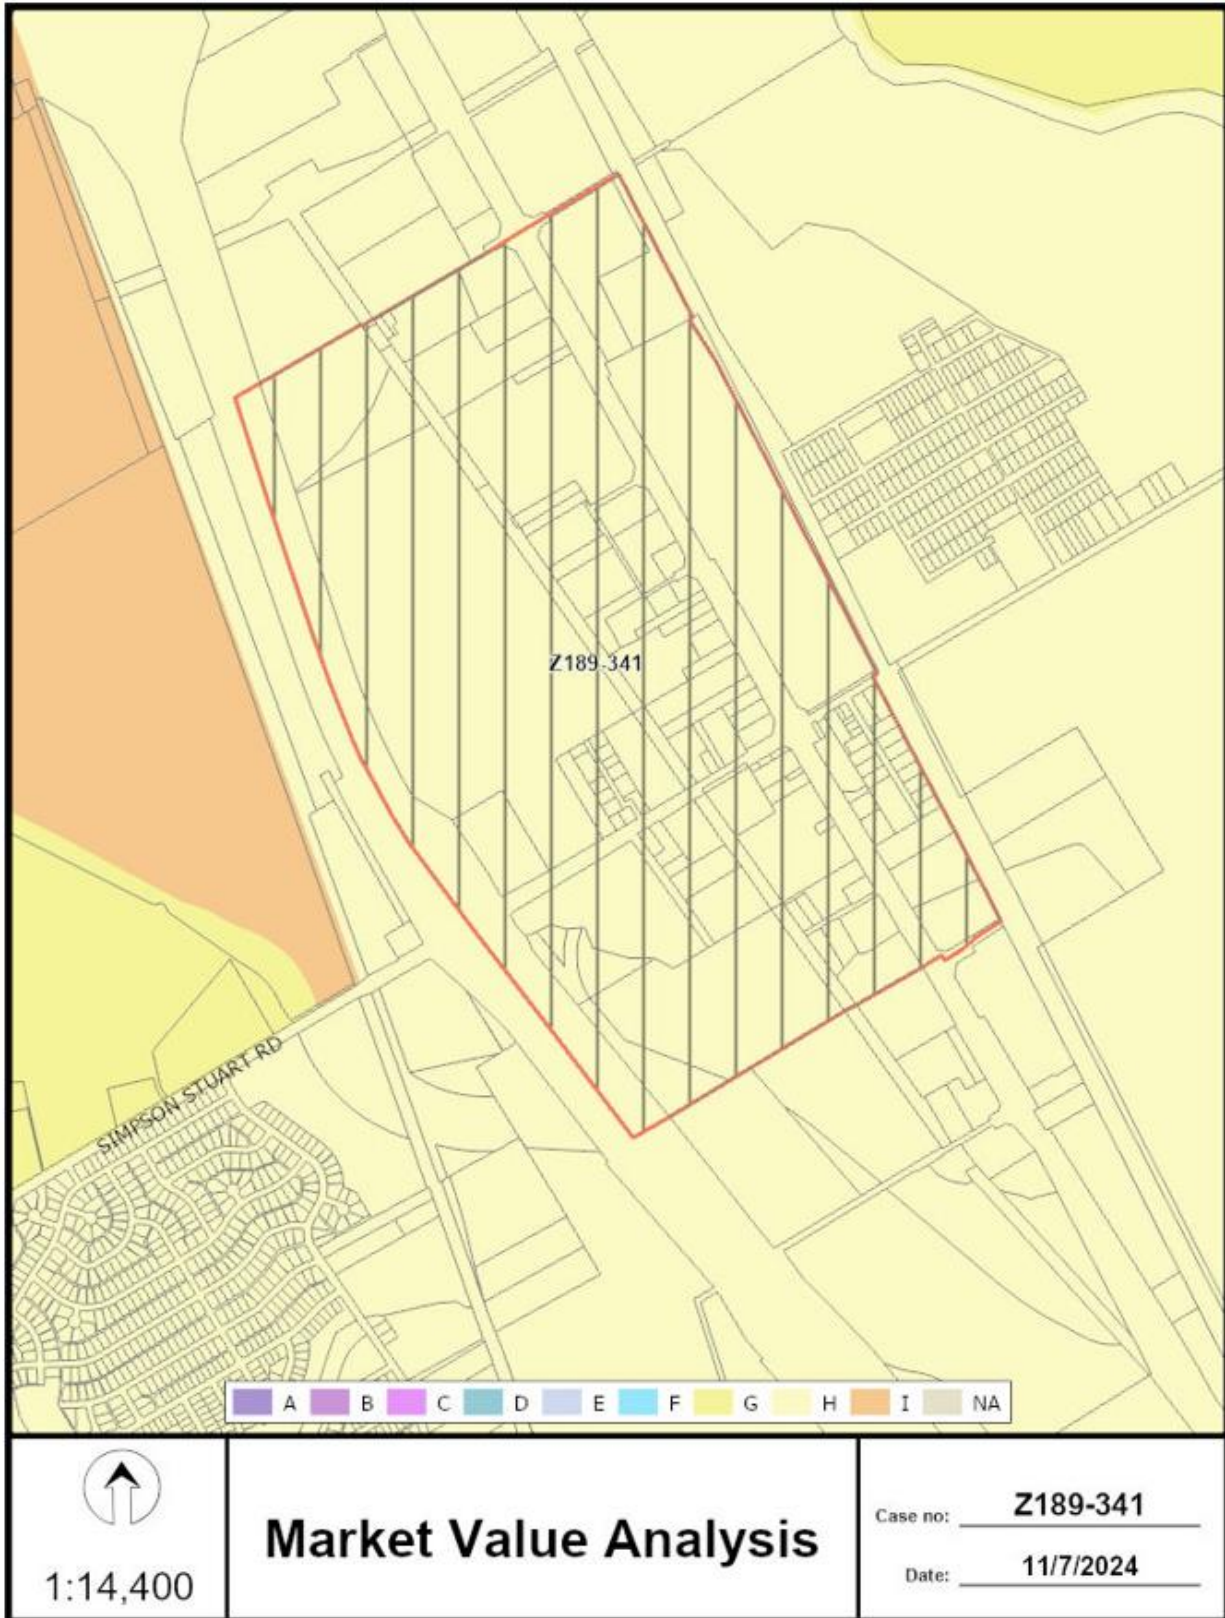 Z189-341
SIMPSON STUART RD
A B C D E F G H I NA
1:14,400
Market Value Analysis
Case no: Z189-341
Date: 11/7/2024